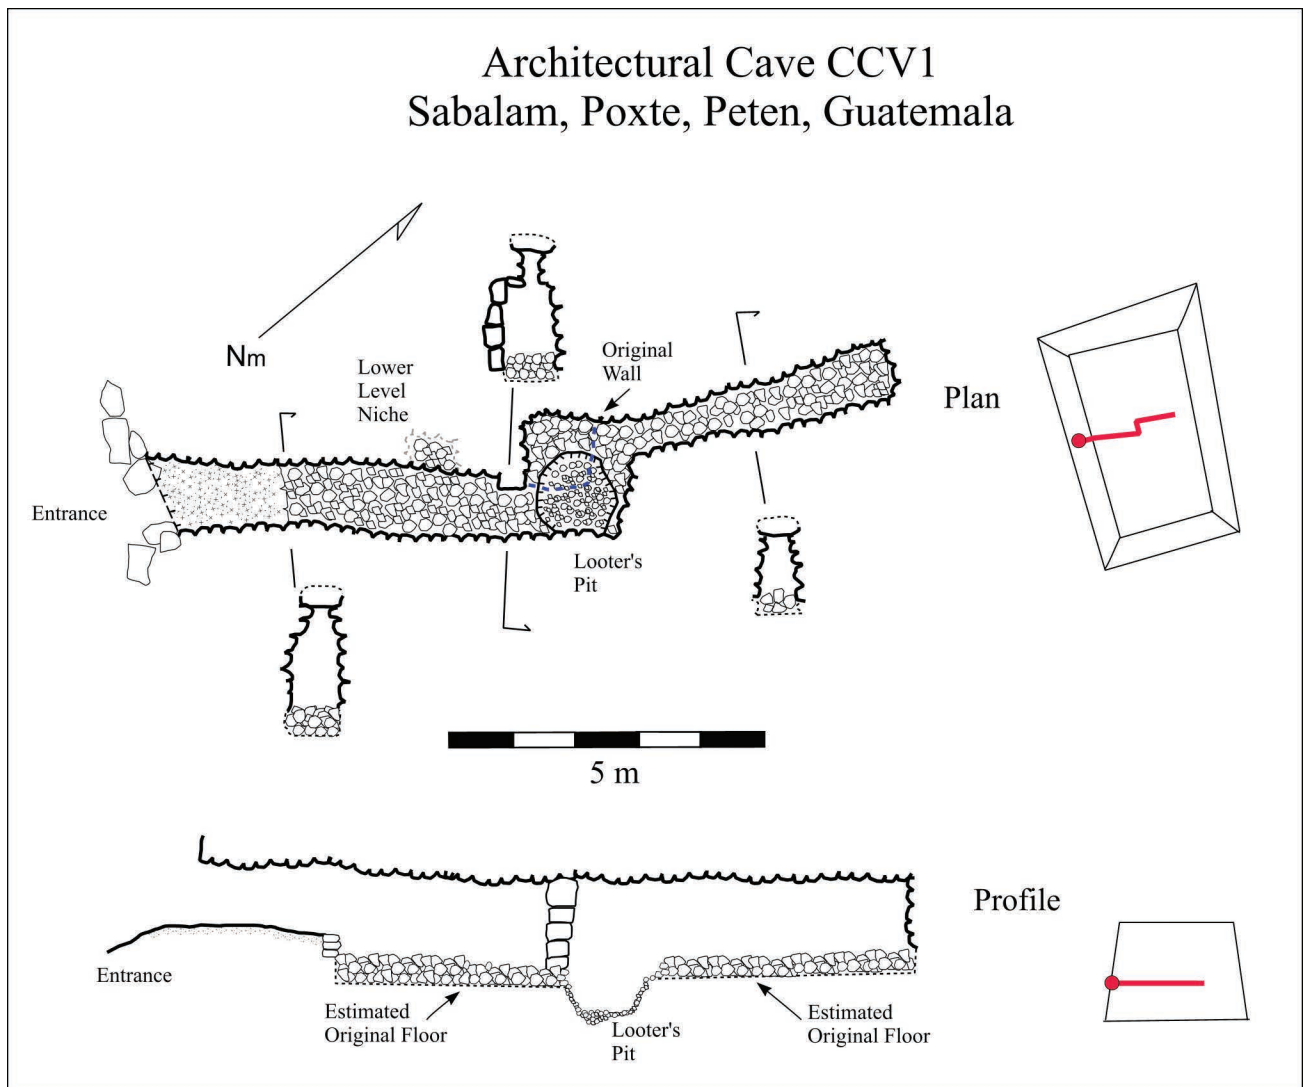 Architectural Cave CCV1
Sabalam, Poxte, Peten, Guatemala
Nm
Lower
Level
Niche
Original
Wall
Plan
Entrance
Looter's
Pit
5 m
Profile
Entrance
Estimated
Original Floor
Looter's
Pit
Estimated
Original Floor